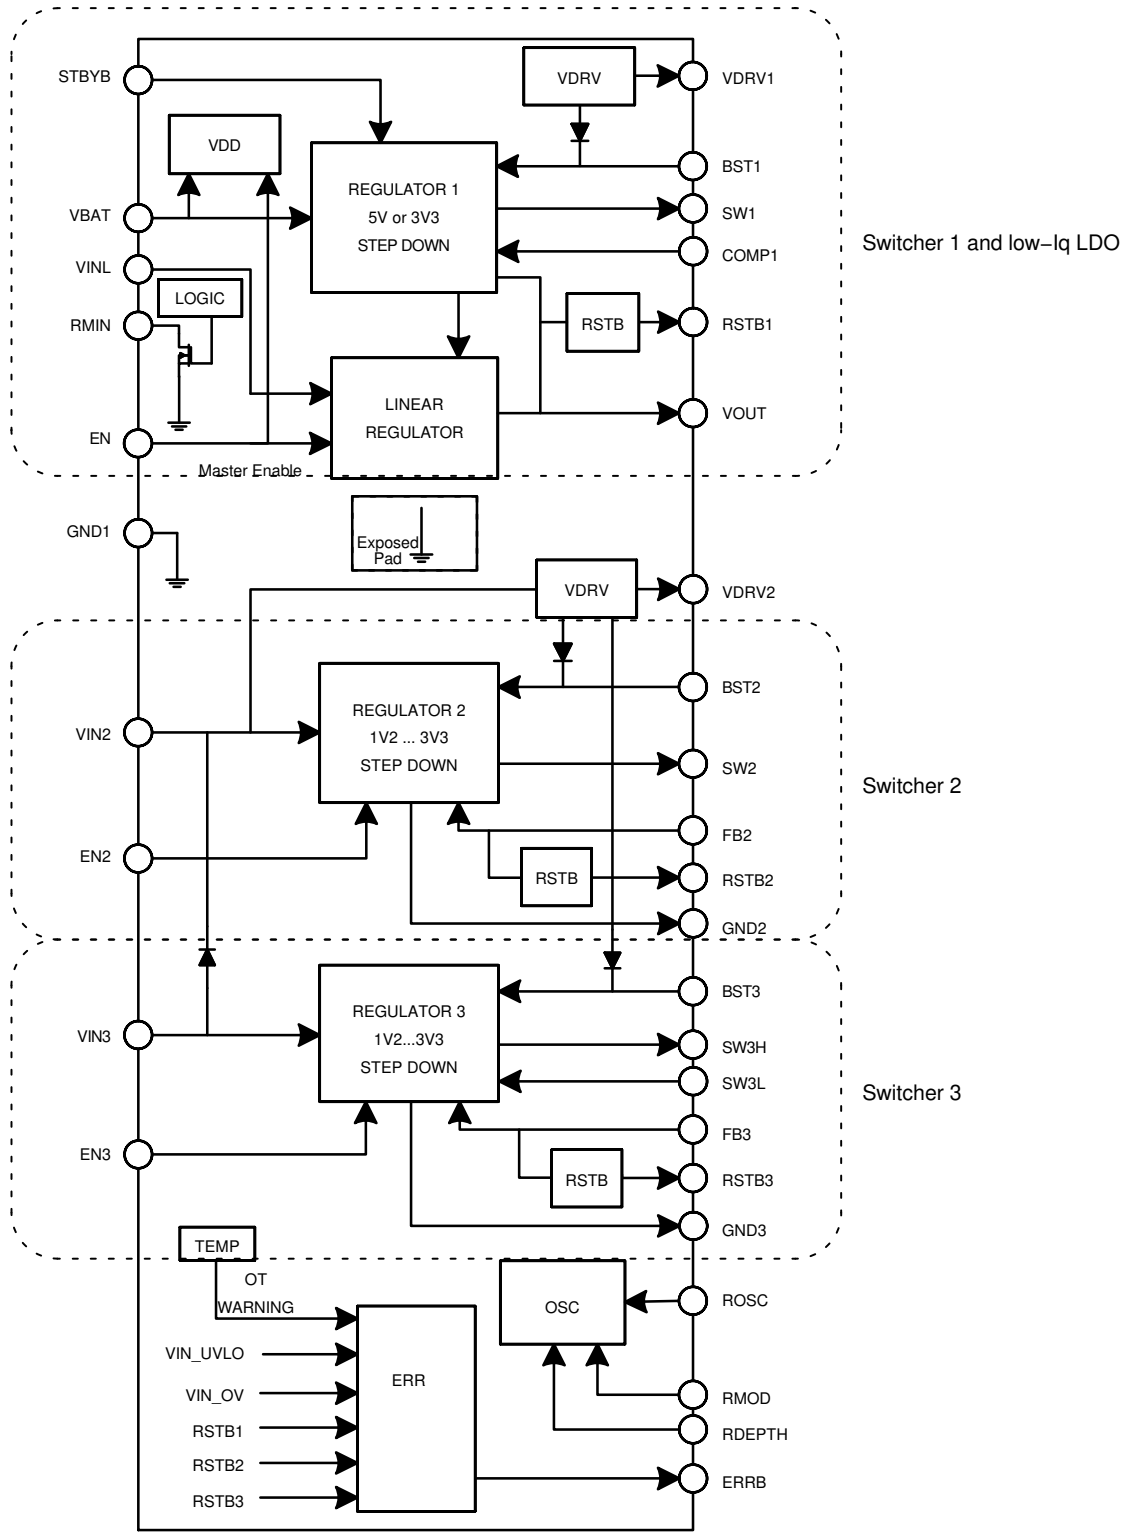 STBYB
VDRV
VDRV1
VDD
BST1
REGULATOR 1
5V or 3V3
STEP DOWN
VBAT
SW1
Switcher 1 and low−Iq LDO
COMP1
VINL
LOGIC
RMIN
RSTB
RSTB1
LINEAR
REGULATOR
VOUT
EN
Master Enable
GND1
Exposed
Pad
VDRV
VDRV2
BST2
REGULATOR 2
1V2 ... 3V3
STEP DOWN
VIN2
SW2
Switcher 2
FB2
EN2
RSTB
RSTB2
GND2
BST3
REGULATOR 3
1V2...3V3
STEP DOWN
VIN3
SW3H
SW3L
Switcher 3
FB3
EN3
RSTB
RSTB3
GND3
TEMP
OT
WARNING
OSC
ROSC
VIN_UVLO
ERR
VIN_OV
RMOD
RSTB1
RDEPTH
RSTB2
ERRB
RSTB3